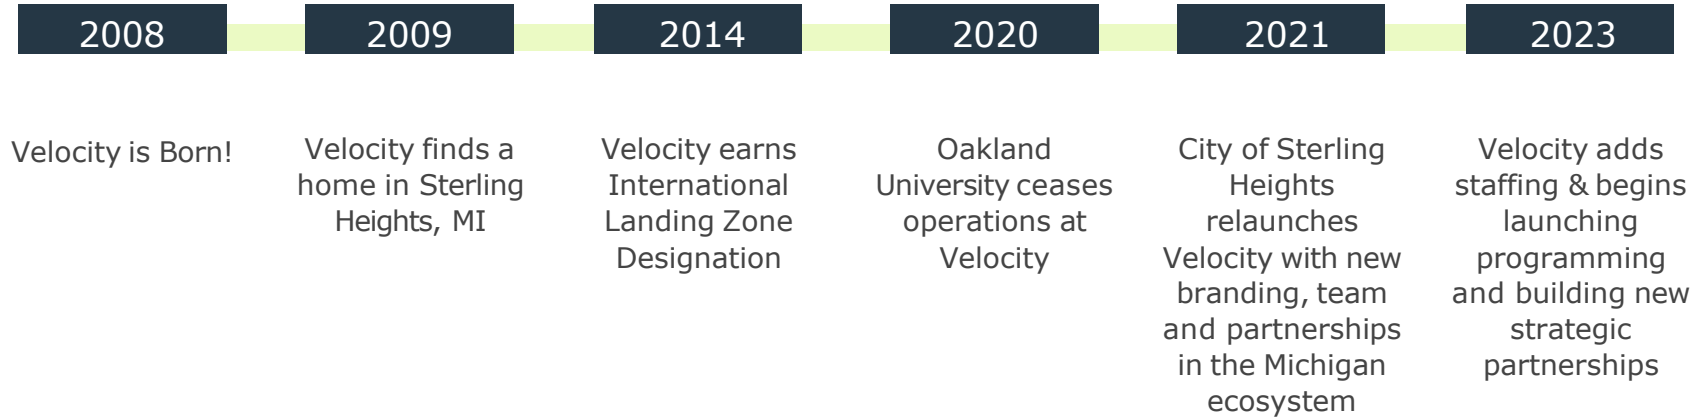 2008
2009
2014
2020
2021
2023
Velocity is Born!
Velocity finds a
home in Sterling
Heights, MI
Velocity earns
International
Landing Zone
Designation
Oakland
University ceases
operations at
Velocity
City of Sterling
Heights
relaunches
Velocity with new
branding, team
and partnerships
in the Michigan
ecosystem
Velocity adds
staffing & begins
launching
programming
and building new
strategic
partnerships